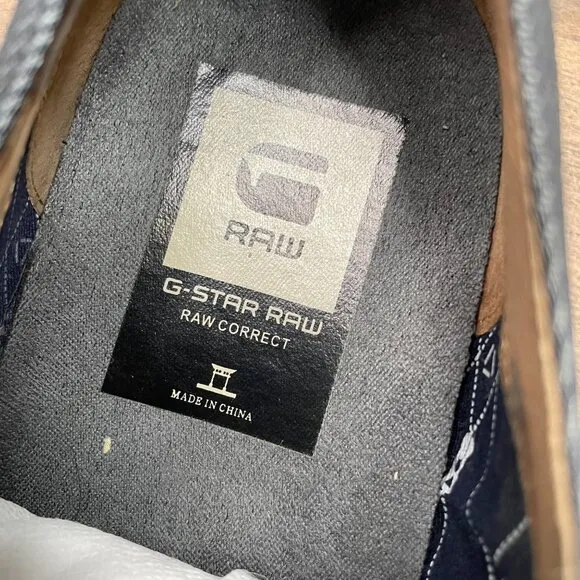 G
RAW
G-STAR RAW
RAW CORRECT
MADE IN CHINA